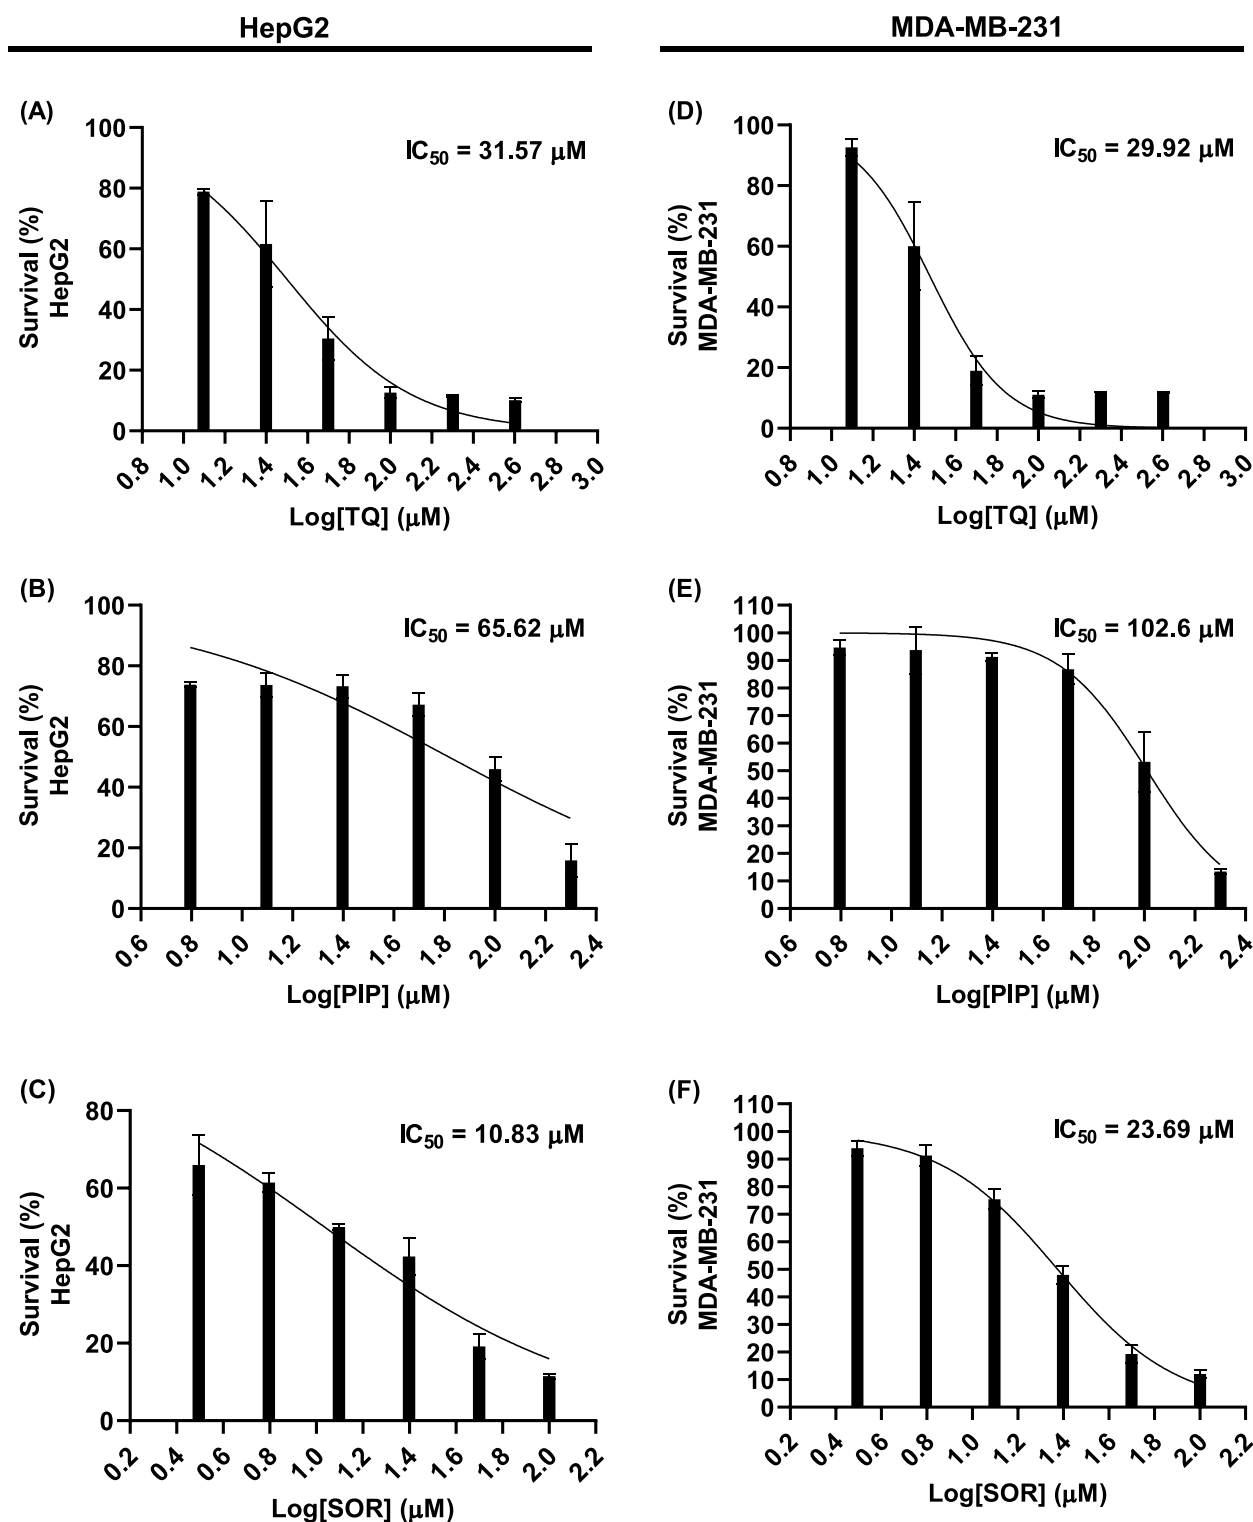 HepG2
MDA-MB-231
(A)
IC50 = 31.57 μM
100
80
60
40
20
0
Survival (%)
HepG2
0.8 1.0 1.2 1.4 1.6 1.8 2.0 2.2 2.4 2.6 2.8 3.0
Log[TQ] (μM)
(D)
IC50 = 29.92 μM
100
80
60
40
20
0
Survival (%)
MDA-MB-231
0.8 1.0 1.2 1.4 1.6 1.8 2.0 2.2 2.4 2.6 2.8 3.0
Log[TQ] (μM)
(B)
IC50 = 65.62 μM
100
80
60
40
20
0
Survival (%)
HepG2
0.6 0.8 1.0 1.2 1.4 1.6 1.8 2.0 2.2 2.4
Log[PIP] (μM)
(E)
IC50 = 102.6 μM
110
100
90
80
70
60
50
40
30
20
10
0
Survival (%)
MDA-MB-231
0.6 0.8 1.0 1.2 1.4 1.6 1.8 2.0 2.2 2.4
Log[PIP] (μM)
(C)
IC50 = 10.83 μM
80
60
40
20
0
Survival (%)
HepG2
0.2 0.4 0.6 0.8 1.0 1.2 1.4 1.6 1.8 2.0 2.2
Log[SOR] (μM)
(F)
IC50 = 23.69 μM
110
100
90
80
70
60
50
40
30
20
10
0
Survival (%)
MDA-MB-231
0.2 0.4 0.6 0.8 1.0 1.2 1.4 1.6 1.8 2.0 2.2
Log[SOR] (μM)